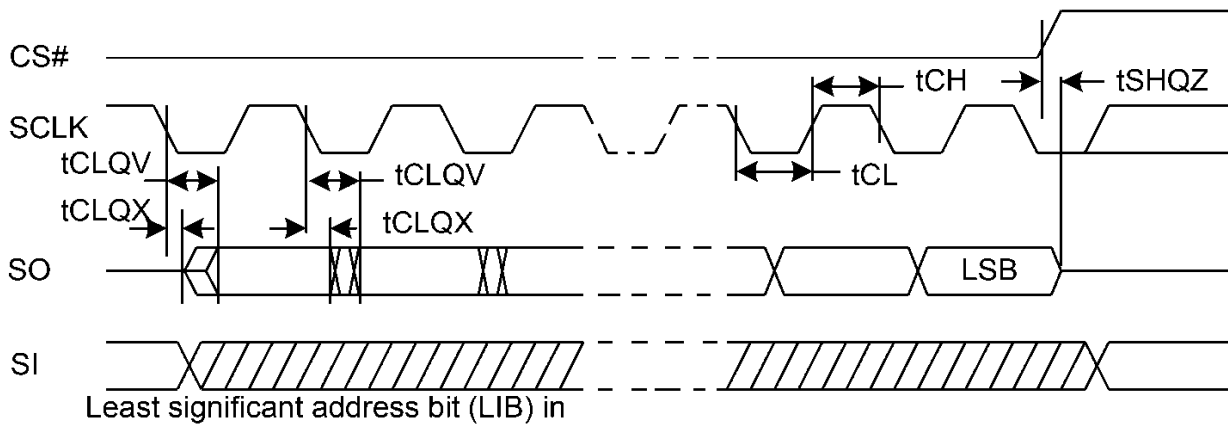 CS#
tCH
tSHQZ
SCLK
tCLQV
tCLQV
tCL
tCLQX
tCLQX
SO
LSB
SI
Least significant address bit (LIB) in